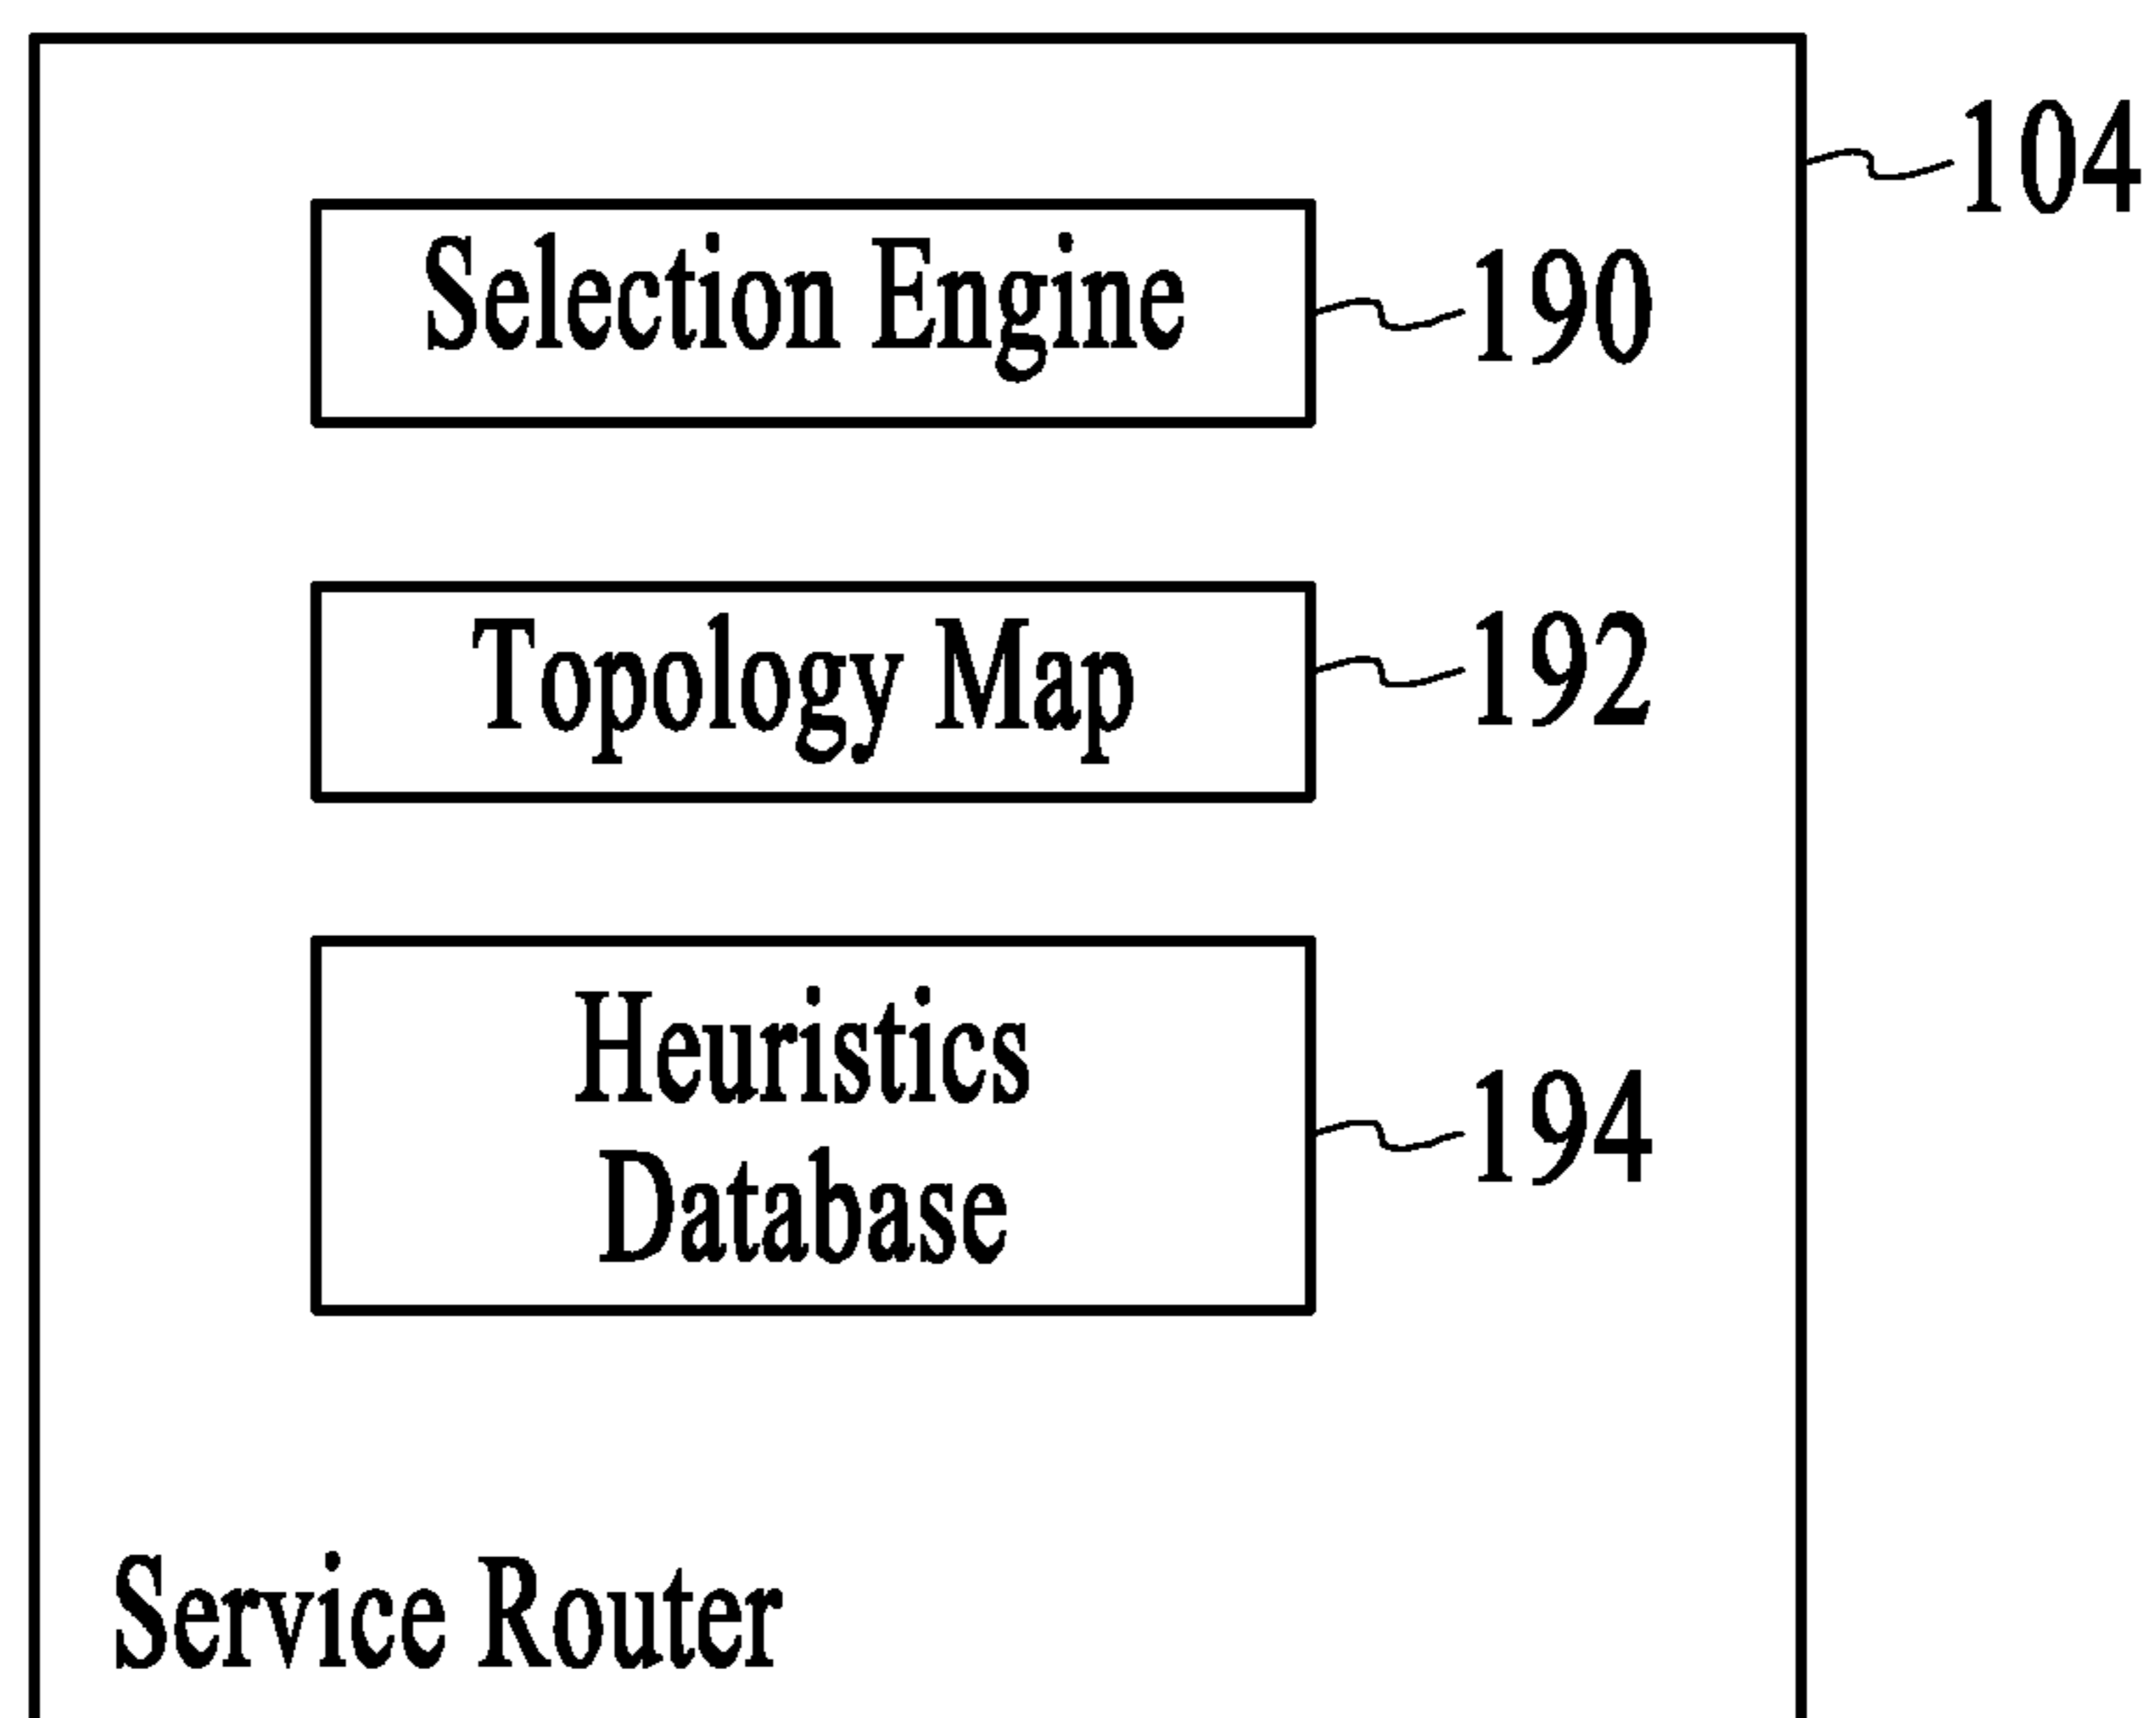 104
Selection Engine
190
Topology Map
192
Heuristics
Database
194
Service Router